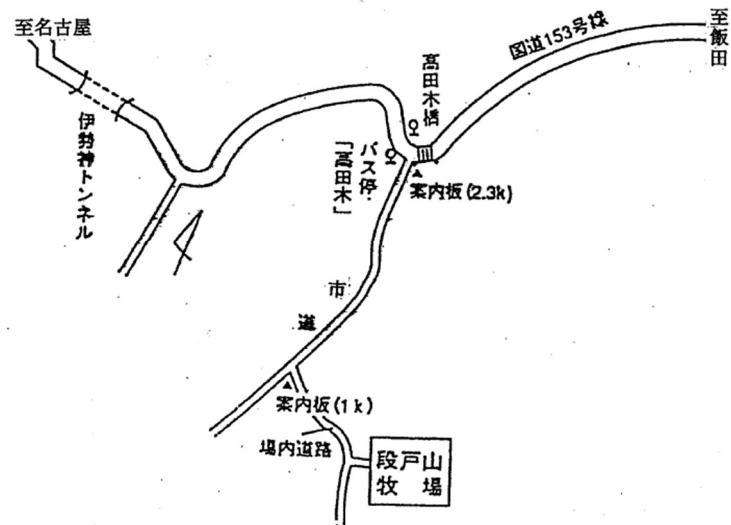 至名古屋
至飯田
国道153号線
高田木橋
伊勢神トンネル
バス停・
「高田木」
案内板(2.3k)
市道
案内板(1k)
場内道路
段戸山
牧場